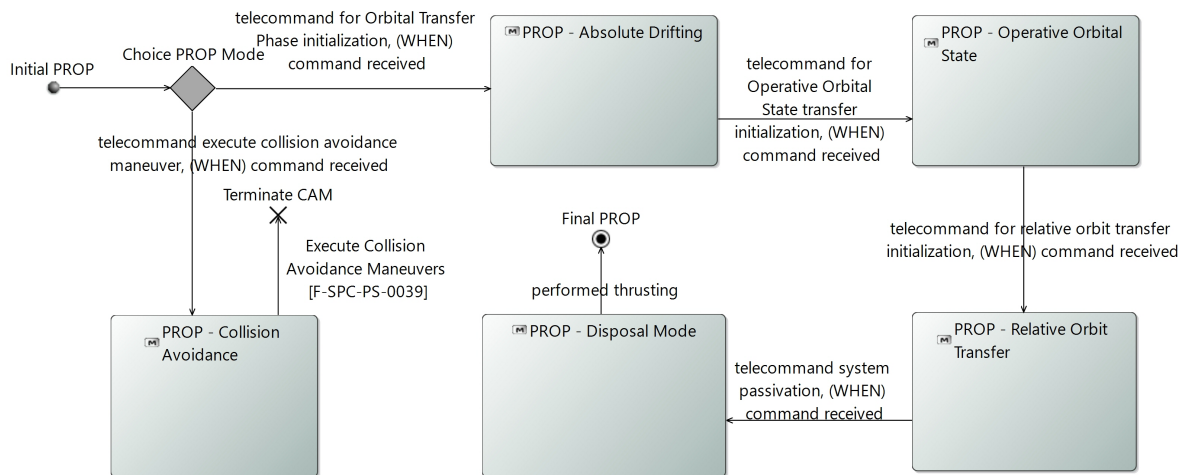 Initial PROP
Choice PROP Mode
telecommand for Orbital Transfer
Phase initialization, (WHEN)
command received
PROP - Absolute Drifting
telecommand for
Operative Orbital
State transfer
initialization, (WHEN)
command received
PROP - Operative Orbital
State
telecommand execute collision avoidance
maneuver, (WHEN) command received
Terminate CAM
Execute Collision
Avoidance Maneuvers
[F-SPC-PS-0039]
PROP - Collision
Avoidance
Final PROP
performed thrusting
PROP - Disposal Mode
telecommand for relative orbit transfer
initialization, (WHEN) command received
PROP - Relative Orbit
Transfer
telecommand system
passivation, (WHEN)
command received